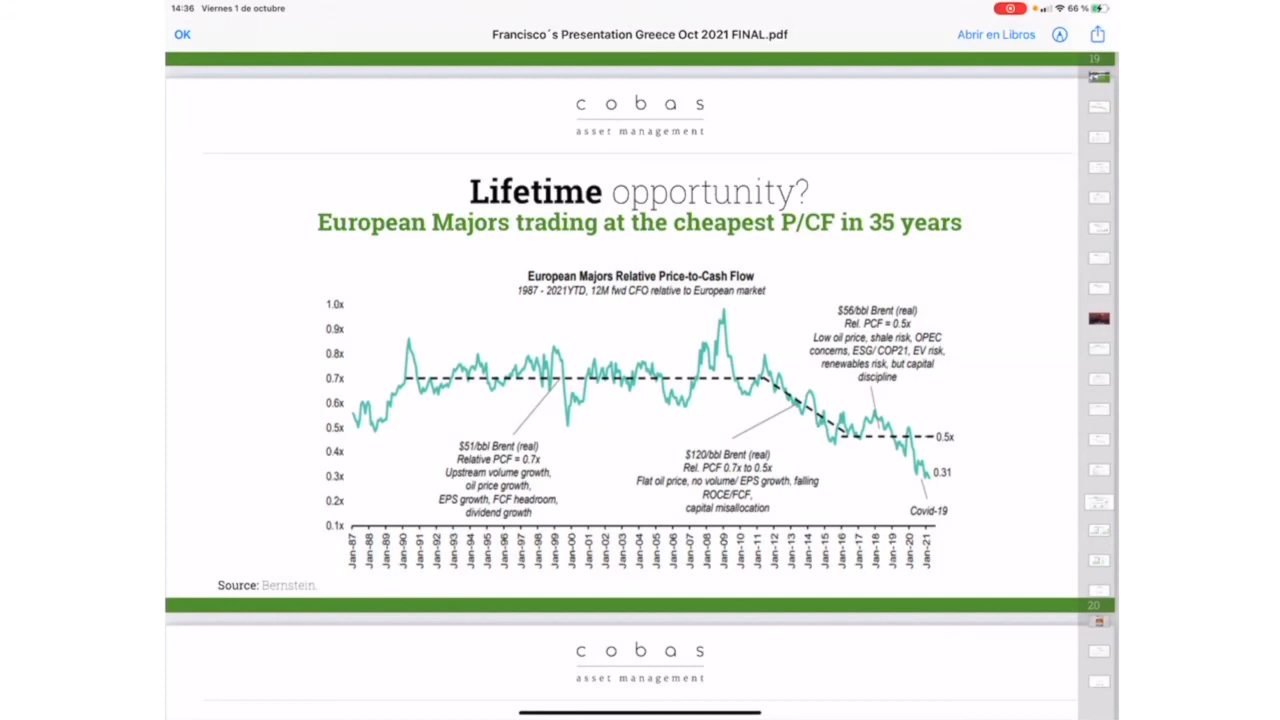 14:36 Viernes 1 de octubre
66 %
OK
Francisco´s Presentation Greece Oct 2021 FINAL.pdf
Abrir en Libros
19
cobas
asset management
Lifetime opportunity?
European Majors trading at the cheapest P/CF in 35 years
European Majors Relative Price-to-Cash Flow
1987 - 2021YTD, 12M fwd CFO relative to European market
1.0x
0.9x
0.8x
0.7x
0.6x
0.5x
0.4x
0.3x
0.2x
0.1x
$56/bbl Brent (real)
Rel. PCF = 0.5x
Low oil price, shale risk, OPEC
concerns, ESG/ COP21, EV risk,
renewables risk, but capital
discipline
$51/bbl Brent (real)
Relative PCF = 0.7x
Upstream volume growth,
oil price growth,
EPS growth, FCF headroom,
dividend growth
$120/bbl Brent (real)
Rel. PCF 0.7x to 0.5x
Flat oil price, no volume/ EPS growth, falling
ROCE/FCF,
capital misallocation
0.5x
0.31
Covid-19
Jan-87
Jan-88
Jan-89
Jan-90
Jan-91
Jan-92
Jan-93
Jan-94
Jan-95
Jan-96
Jan-97
Jan-98
Jan-99
Jan-00
Jan-01
Jan-02
Jan-03
Jan-04
Jan-05
Jan-06
Jan-07
Jan-08
Jan-09
Jan-10
Jan-11
Jan-12
Jan-13
Jan-14
Jan-15
Jan-16
Jan-17
Jan-18
Jan-19
Jan-20
Jan-21
Source: Bernstein.
20
cobas
asset management